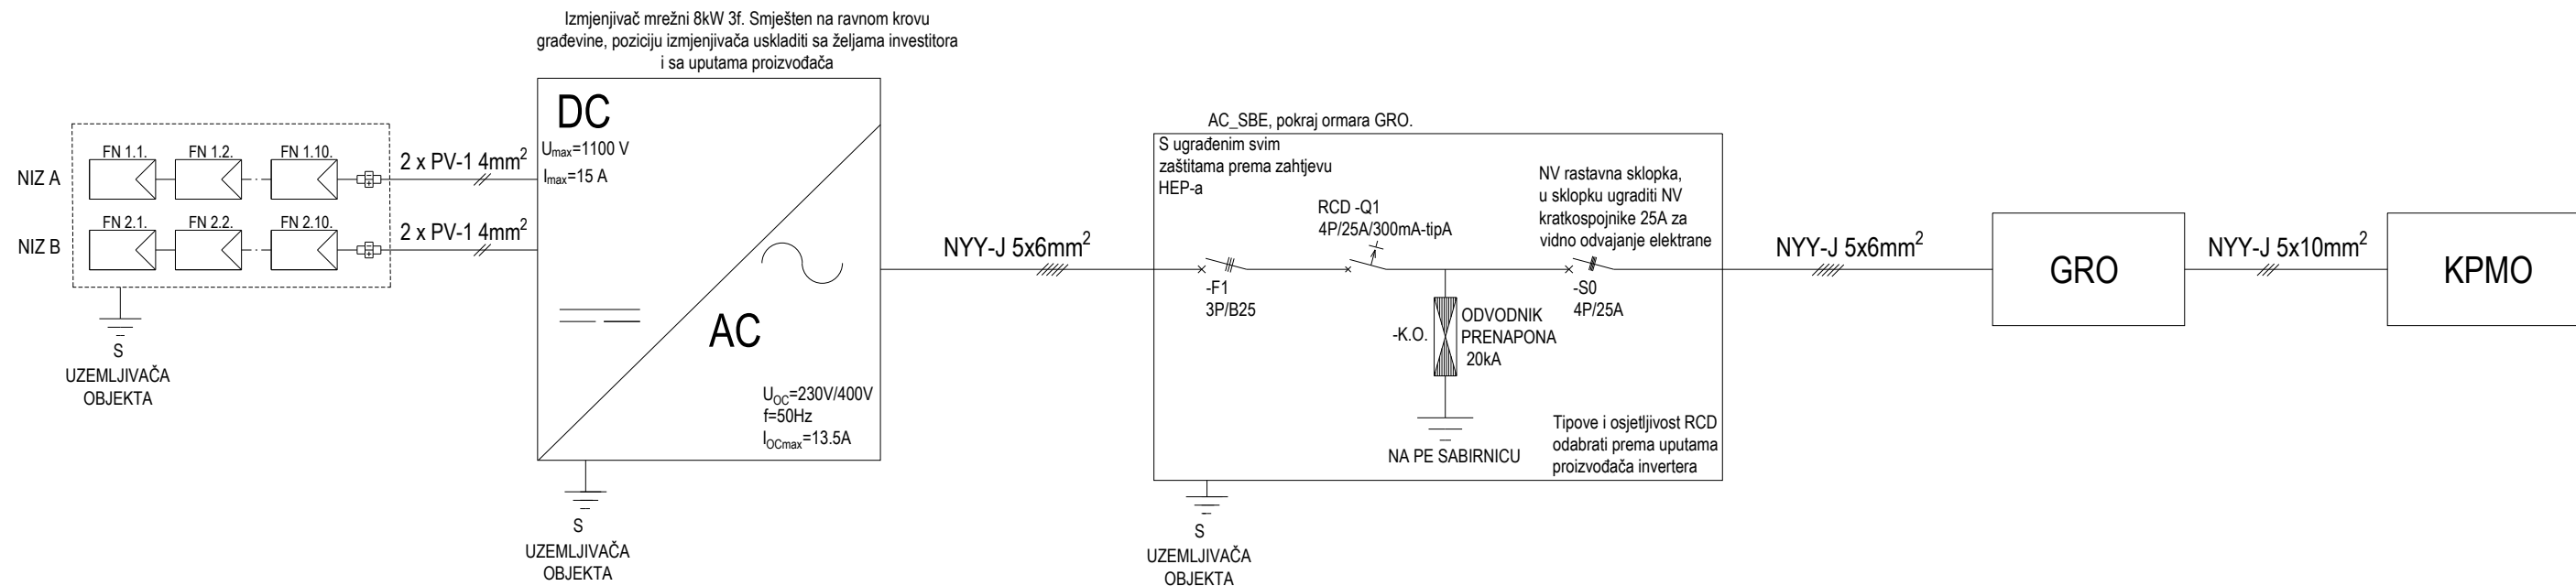 Izmjenjivač mrežni 8kW 3f. Smješten na ravnom krovu
građevine, poziciju izmjenjivača uskladiti sa željama investitora
i sa uputama proizvođača
NIZ A
FN 1.1.
FN 1.2.
FN 1.10.
2 x PV-1 4mm²
NIZ B
FN 2.1.
FN 2.2.
FN 2.10.
2 x PV-1 4mm²
S
UZEMLJIVAČA
OBJEKTA
DC
Umax=1100 V
Imax=15 A
AC
UOC=230V/400V
f=50Hz
IOCmax=13.5A
S
UZEMLJIVAČA
OBJEKTA
NYY-J 5x6mm²
AC_SBE, pokraj ormara GRO.
S ugrađenim svim
zaštitama prema zahtjevu
HEP-a
-F1
3P/B25
RCD -Q1
4P/25A/300mA-tipA
NV rastavna sklopka,
u sklopku ugraditi NV
kratkospojnike 25A za
vidno odvajanje elektrane
-S0
4P/25A
-K.O.
ODVODNIK
PRENAPONA
20kA
NA PE SABIRNICU
Tipove i osjetljivost RCD
odabrati prema uputama
proizvođača invertera
S
UZEMLJIVAČA
OBJEKTA
NYY-J 5x6mm²
GRO
NYY-J 5x10mm²
KPMO